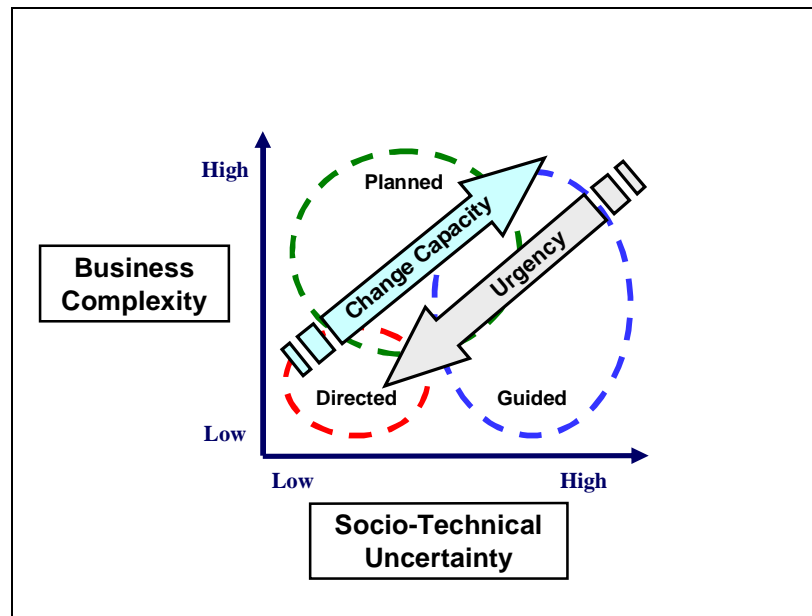 High
Planned
Change Capacity
Urgency
Business
Complexity
Directed
Guided
Low
Low
High
Socio-Technical
Uncertainty